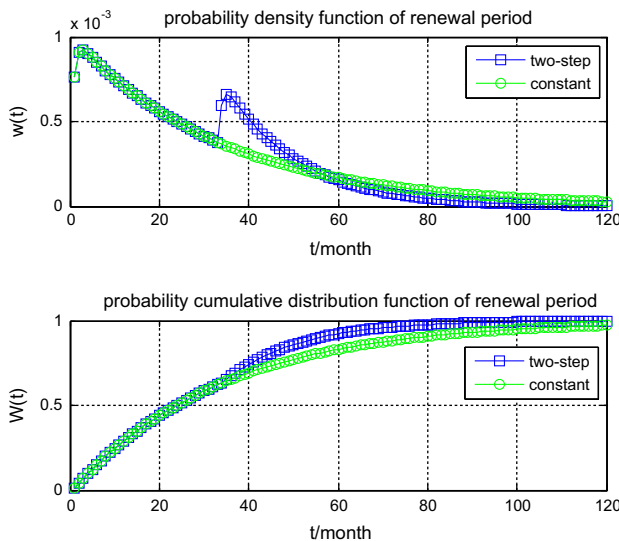 x 10⁻³
probability density function of renewal period
1
0.5
0
w(t)
two-step
constant
0 20 40 60 80 100 120
t/month
probability cumulative distribution function of renewal period
1
0.5
0
W(t)
two-step
constant
0 20 40 60 80 100 120
t/month